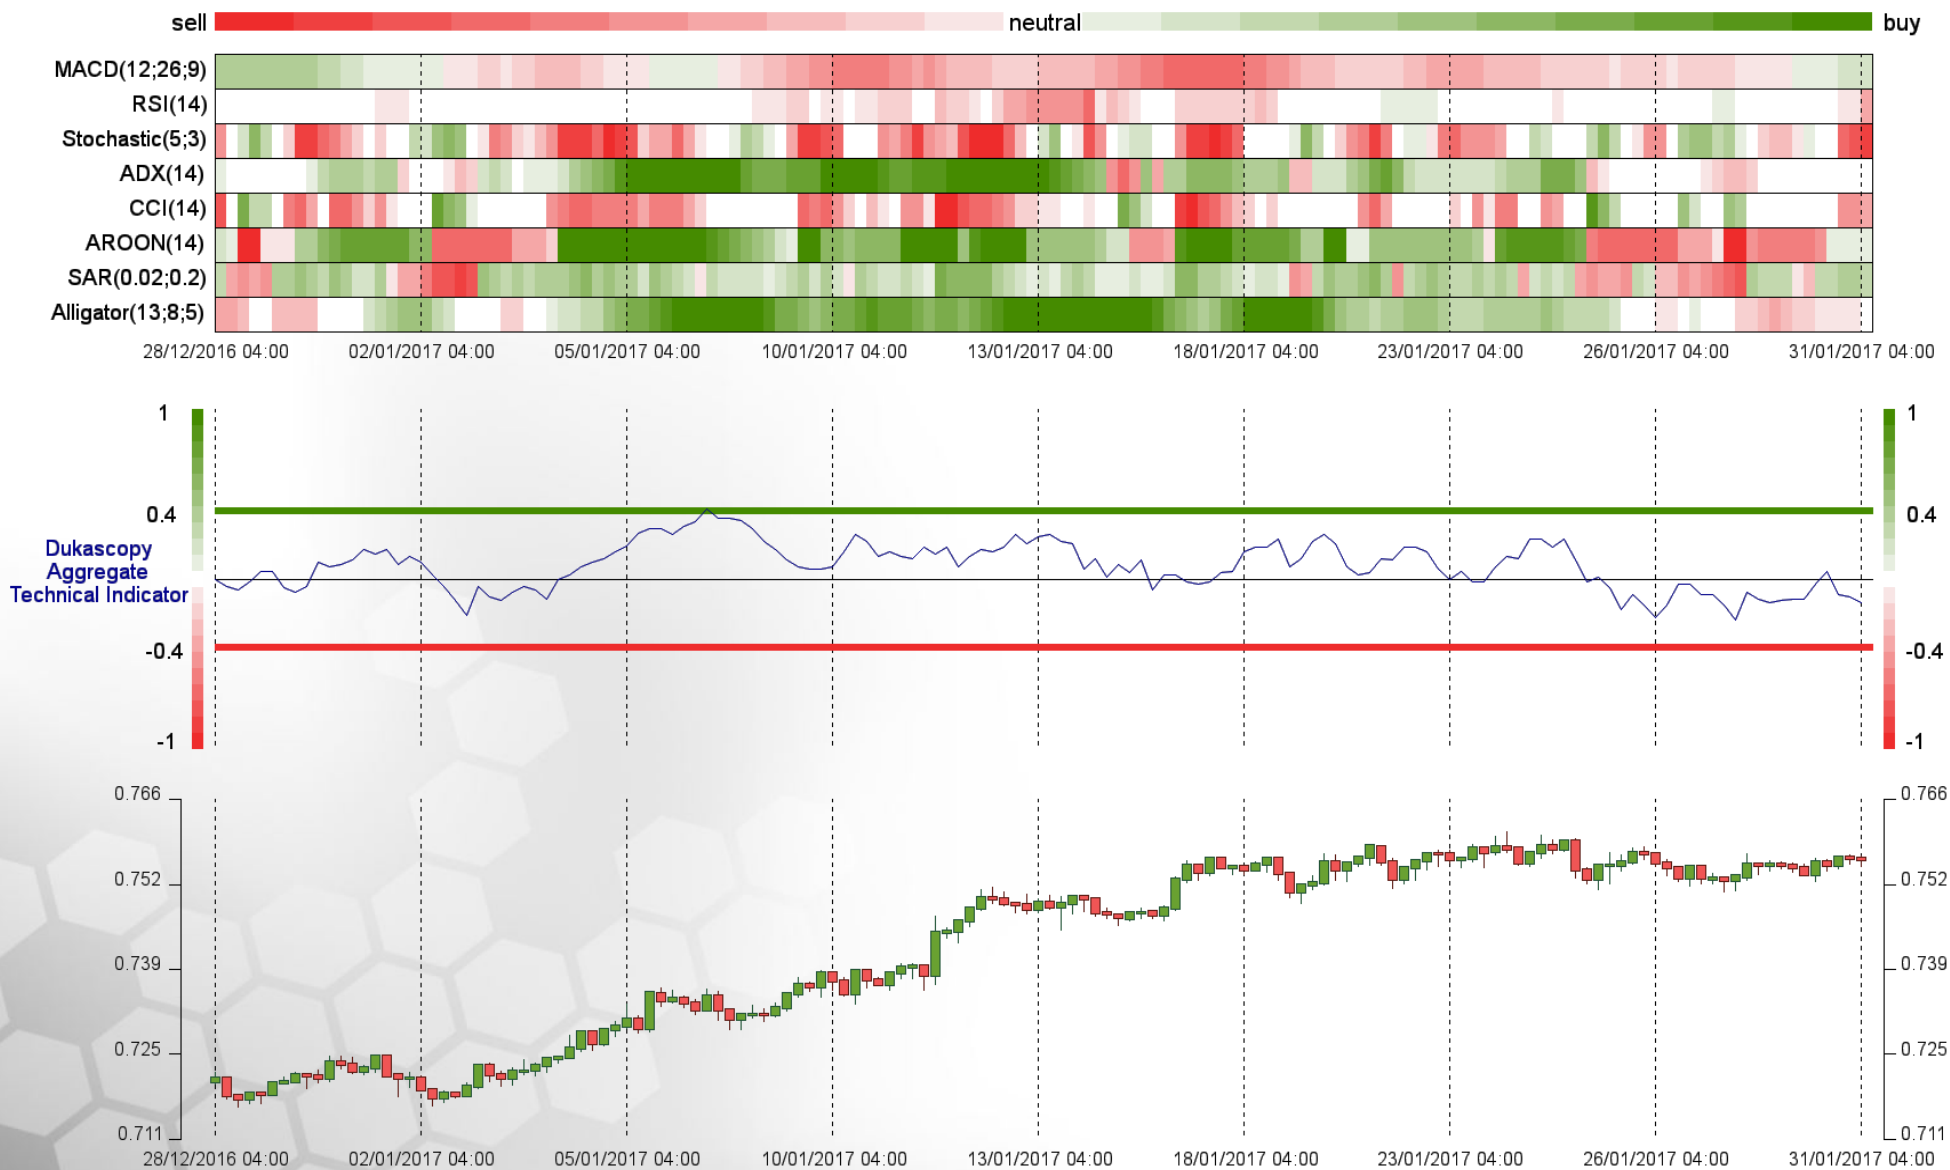 sell neutral buy
MACD(12;26;9)
RSI(14)
Stochastic(5;3)
ADX(14)
CCI(14)
AROON(14)
SAR(0.02;0.2)
Alligator(13;8;5)
28/12/2016 04:00 02/01/2017 04:00 05/01/2017 04:00 10/01/2017 04:00 13/01/2017 04:00 18/01/2017 04:00 23/01/2017 04:00 26/01/2017 04:00 31/01/2017 04:00
1 1
0.4 0.4
Dukascopy
Aggregate
Technical Indicator
-0.4 -0.4
-1 -1
0.766 0.766
0.752 0.752
0.739 0.739
0.725 0.725
0.711 0.711
28/12/2016 04:00 02/01/2017 04:00 05/01/2017 04:00 10/01/2017 04:00 13/01/2017 04:00 18/01/2017 04:00 23/01/2017 04:00 26/01/2017 04:00 31/01/2017 04:00